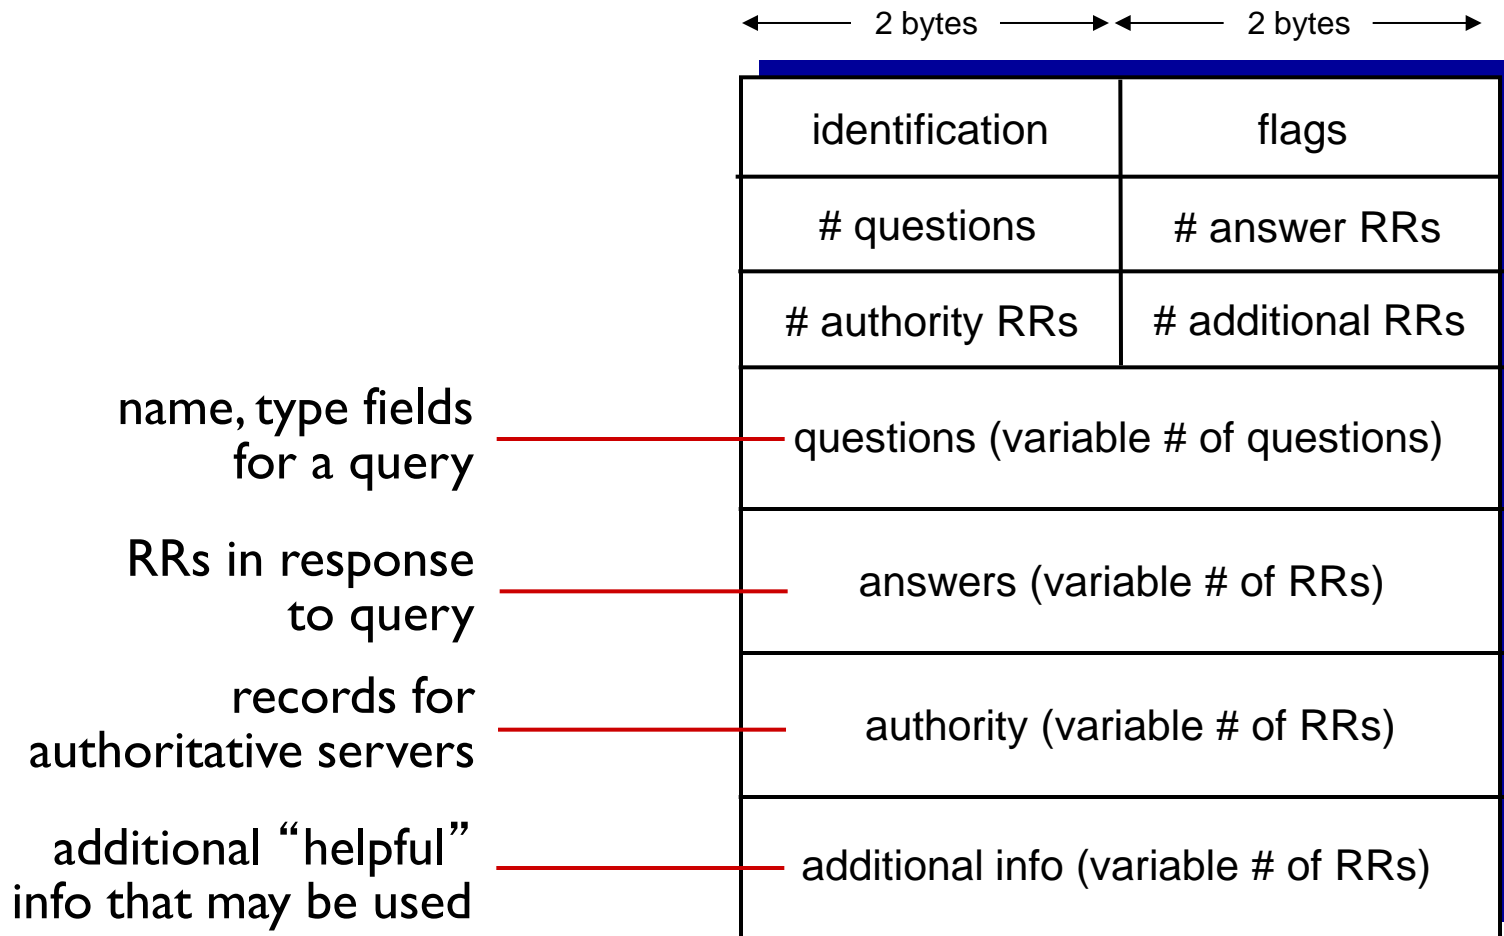 2 bytes 2 bytes
identification flags
# questions # answer RRs
# authority RRs # additional RRs
name, type fields
for a query
questions (variable # of questions)
RRs in response
to query
answers (variable # of RRs)
records for
authoritative servers
authority (variable # of RRs)
additional “helpful”
info that may be used
additional info (variable # of RRs)